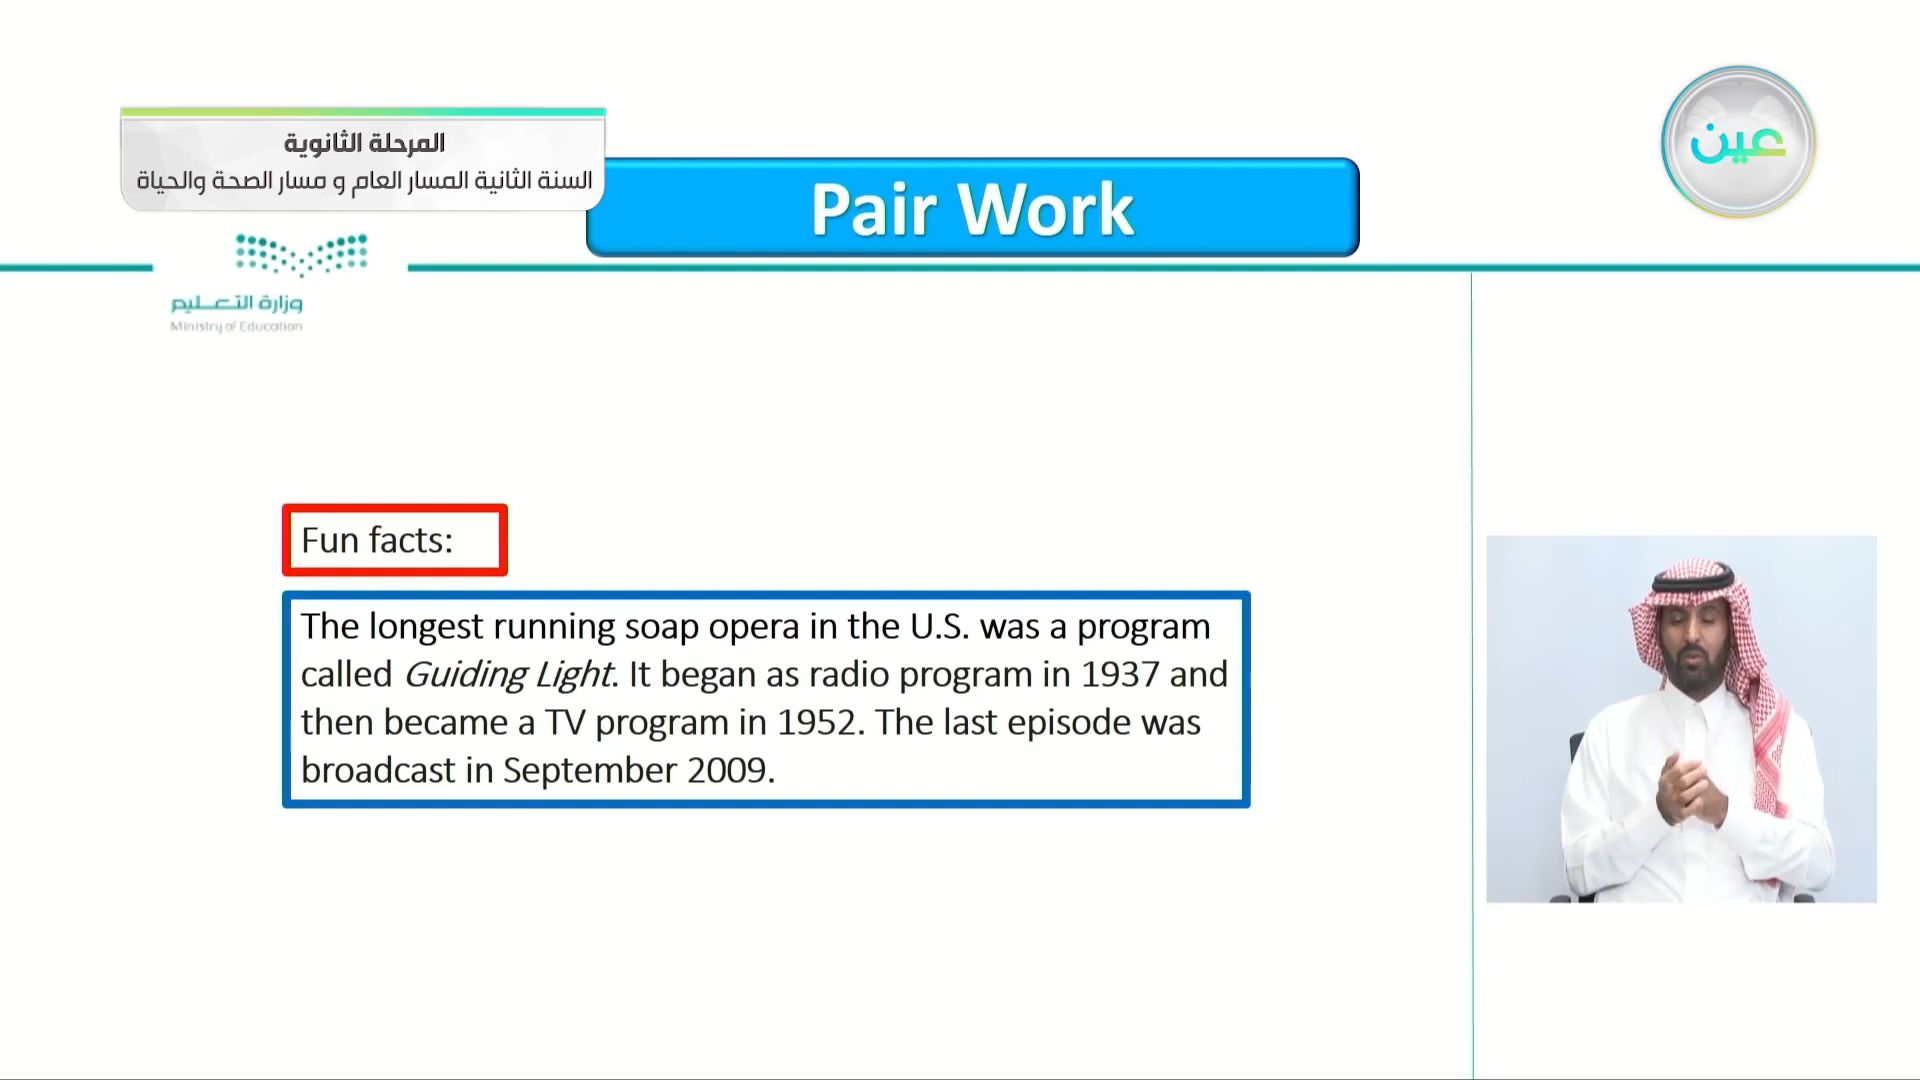 المرحلة الثانوية
السنة الثانية المسار العام و مسار الصحة والحياة
عين
Pair Work
وزارة التعليم
Ministry of Education
Fun facts:
The longest running soap opera in the U.S. was a program
called Guiding Light. It began as radio program in 1937 and
then became a TV program in 1952. The last episode was
broadcast in September 2009.